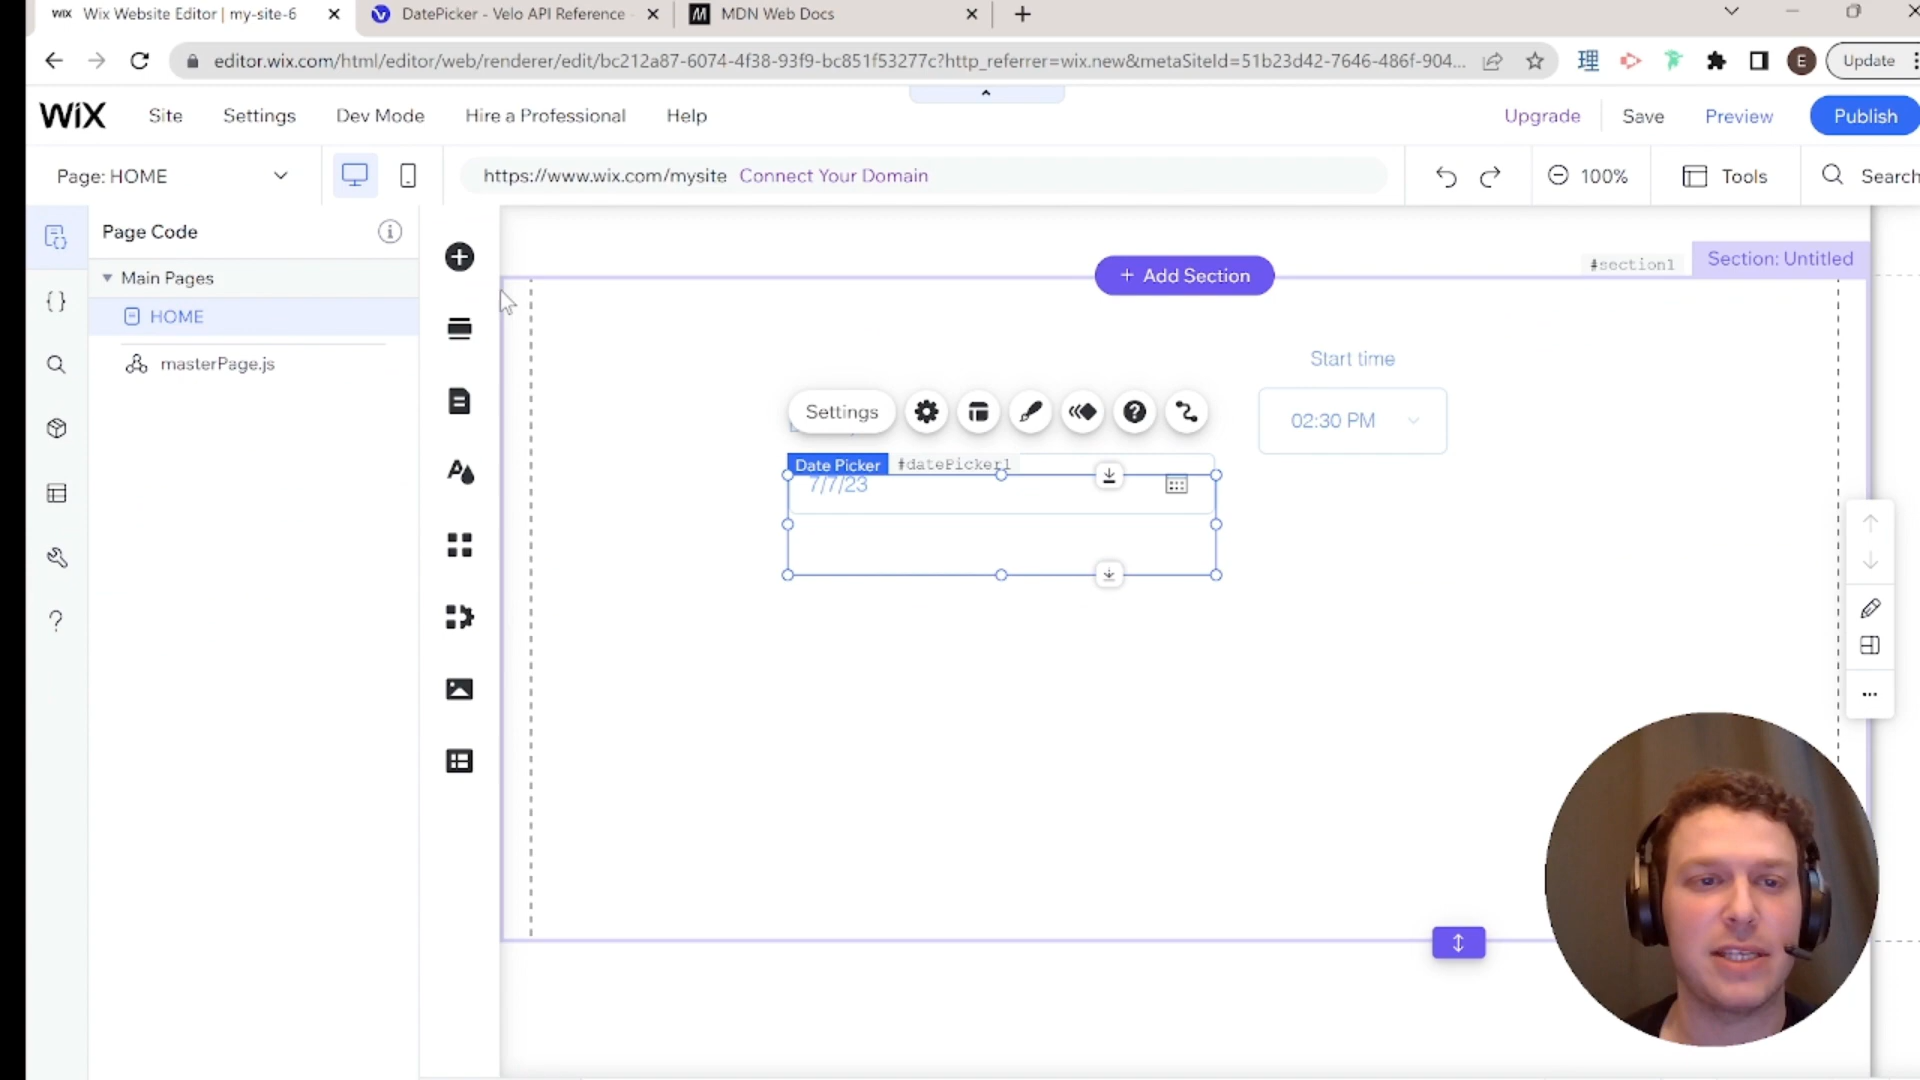 WIX Wix Website Editor | my-site-6
DatePicker - Velo API Reference
MDN Web Docs
editor.wix.com/html/editor/web/renderer/edit/bc212a87-6074-4f38-93f9-bc851f53277c?http_referrer=wix.new&metaSiteId=51b23d42-7646-486f-904...
理
E
Update
WiX
Site
Settings
Dev Mode
Hire a Professional
Help
Upgrade
Save
Preview
Publish
Page: HOME
https://www.wix.com/mysite
Connect Your Domain
100%
Tools
Search
Page Code
Main Pages
HOME
masterPage.js
+ Add Section
#section1
Section: Untitled
Start time
02:30 PM
Settings
Date Picker
#datePicker1
7/7/23